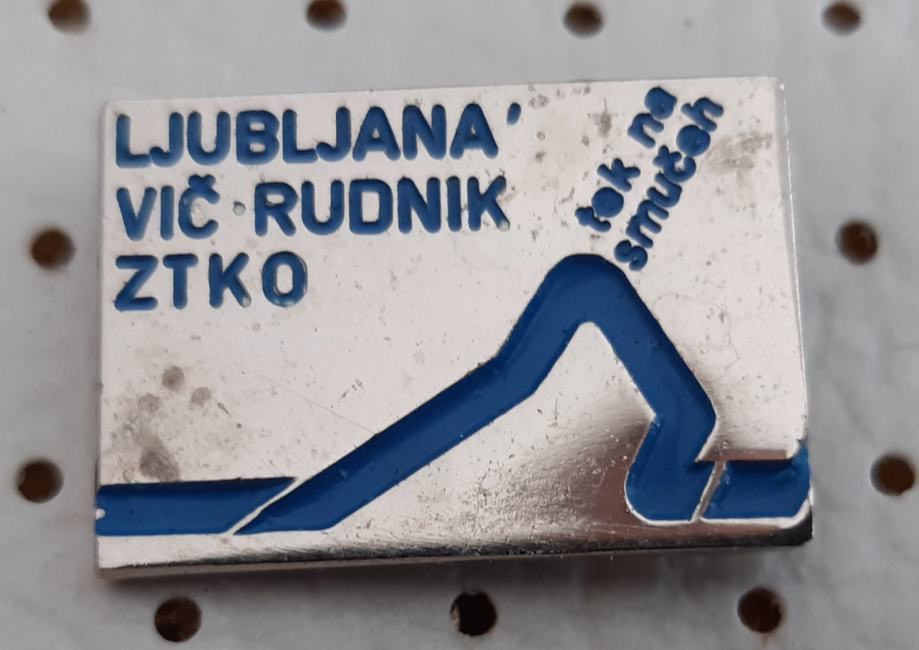 LJUBLJANA'
VIČ·RUDNIK
ZTKO
tek na
smučeh